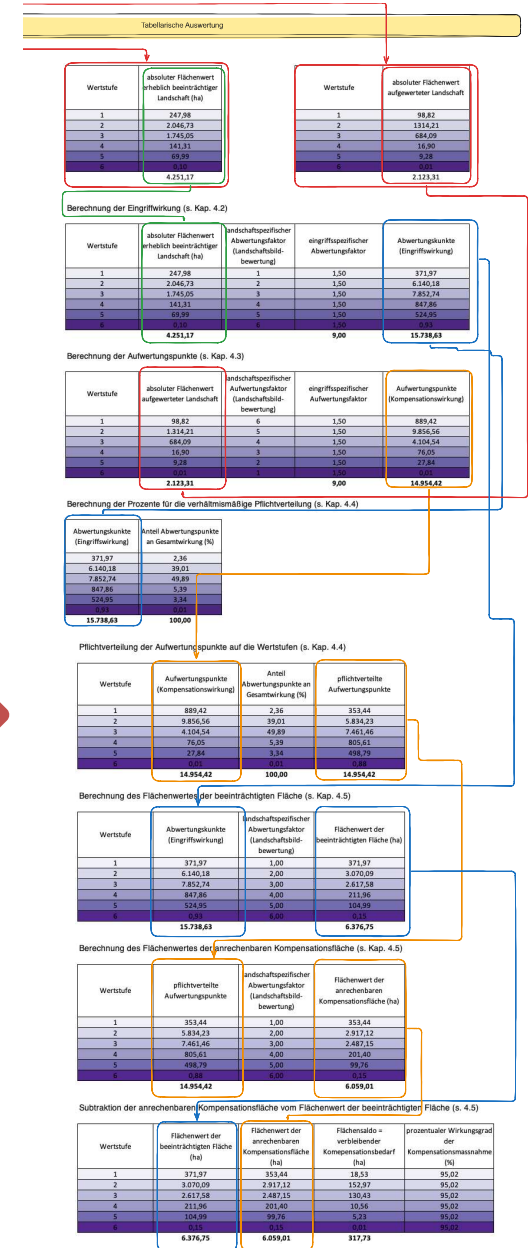 Tabellarische Auswertung
Wertstufe | absoluter Flächenwert erheblich beeinträchtiger Landschaft (ha)
1 | 247,98
2 | 2.046,73
3 | 1.745,05
4 | 141,31
5 | 69,99
6 | 0,10
4.251,17
Wertstufe | absoluter Flächenwert aufgewerteter Landschaft
1 | 98,82
2 | 1314,21
3 | 684,09
4 | 16,90
5 | 9,28
6 | 0,01
2.123,31
Berechnung der Eingriffwirkung (s. Kap. 4.2)
Wertstufe | absoluter Flächenwert erheblich beeinträchtiger Landschaft (ha) | landschaftspezifischer Abwertungsfaktor (Landschaftsbild-bewertung) | eingriffsspezifischer Abwertungsfaktor | Abwertungskunkte (Eingriffwirkung)
1 | 247,98 | 1 | 1,50 | 371,97
2 | 2.046,73 | 2 | 1,50 | 6.140,18
3 | 1.745,05 | 3 | 1,50 | 7.852,74
4 | 141,31 | 4 | 1,50 | 847,86
5 | 69,99 | 5 | 1,50 | 524,95
6 | 0,10 | 6 | 1,50 | 0,93
4.251,17 | 9,00 | 15.738,63
Berechnung der Aufwertungspunkte (s. Kap. 4.3)
Wertstufe | absoluter Flächenwert aufgewerteter Landschaft | landschaftspezifischer Aufwertungsfaktor (Landschaftsbild-bewertung) | eingriffsspezifischer Aufwertungsfaktor | Aufwertungspunkte (Kompensationswirkung)
1 | 98,82 | 6 | 1,50 | 889,42
2 | 1.314,21 | 5 | 1,50 | 9.856,56
3 | 684,09 | 4 | 1,50 | 4.104,54
4 | 16,90 | 3 | 1,50 | 76,05
5 | 9,28 | 2 | 1,50 | 27,84
6 | 0,01 | 1 | 1,50 | 0,01
2.123,31 | 9,00 | 14.954,42
Berechnung der Prozente für die verhältmismäßige Pflichtverteilung (s. Kap. 4.4)
Abwertungskunkte (Eingriffwirkung) | Anteil Abwertungspunkte an Gesamtwirkung (%)
371,97 | 2,36
6.140,18 | 39,01
7.852,74 | 49,89
847,86 | 5,39
524,95 | 3,34
0,93 | 0,01
15.738,63 | 100,00
Pflichtverteilung der Aufwertungspunkte auf die Wertstufen (s. Kap. 4.4)
Wertstufe | Aufwertungspunkte (Kompensationswirkung) | Anteil Abwertungspunkte an Gesamtwirkung (%) | pflichtverteilte Aufwertungspunkte
1 | 889,42 | 2,36 | 353,44
2 | 9.856,56 | 39,01 | 5.834,23
3 | 4.104,54 | 49,89 | 7.461,46
4 | 76,05 | 5,39 | 805,61
5 | 27,84 | 3,34 | 498,79
6 | 0,01 | 0,01 | 0,88
14.954,42 | 100,00 | 14.954,42
Berechnung des Flächenwertes der beeinträchtigten Fläche (s. Kap. 4.5)
Wertstufe | Abwertungskunkte (Eingriffwirkung) | landschaftspezifischer Abwertungsfaktor (Landschaftsbild-bewertung) | Flächenwert der beeinträchtigten Fläche (ha)
1 | 371,97 | 1,00 | 371,97
2 | 6.140,18 | 2,00 | 3.070,09
3 | 7.852,74 | 3,00 | 2.617,58
4 | 847,86 | 4,00 | 211,96
5 | 524,95 | 5,00 | 104,99
6 | 0,93 | 6,00 | 0,15
15.738,63 | 6.376,75
Berechnung des Flächenwertes der anrechenbaren Kompensationsfläche (s. Kap. 4.5)
Wertstufe | pflichtverteilte Aufwertungspunkte | landschaftspezifischer Abwertungsfaktor (Landschaftsbild-bewertung) | Flächenwert der anrechenbaren Kompensationsfläche (ha)
1 | 353,44 | 1,00 | 353,44
2 | 5.834,23 | 2,00 | 2.917,12
3 | 7.461,46 | 3,00 | 2.487,15
4 | 805,61 | 4,00 | 201,40
5 | 498,79 | 5,00 | 99,76
6 | 0,88 | 6,00 | 0,15
14.954,42 | 6.059,01
Subtraktion der anrechenbaren Kompensationsfläche vom Flächenwert der beeinträchtigten Fläche (s. 4.5)
Wertstufe | Flächenwert der beeinträchtigten Fläche (ha) | Flächenwert der anrechenbaren Kompensationsfläche (ha) | Flächensaldo = verbleibender Komepensationsbedarf (ha) | prozentualer Wirkungsgrad der Kompensationsmassnahme (%)
1 | 371,97 | 353,44 | 18,53 | 95,02
2 | 3.070,09 | 2.917,12 | 152,97 | 95,02
3 | 2.617,58 | 2.487,15 | 130,43 | 95,02
4 | 211,96 | 201,40 | 10,56 | 95,02
5 | 104,99 | 99,76 | 5,23 | 95,02
6 | 0,15 | 0,15 | 0,01 | 95,02
6.376,75 | 6.059,01 | 317,73